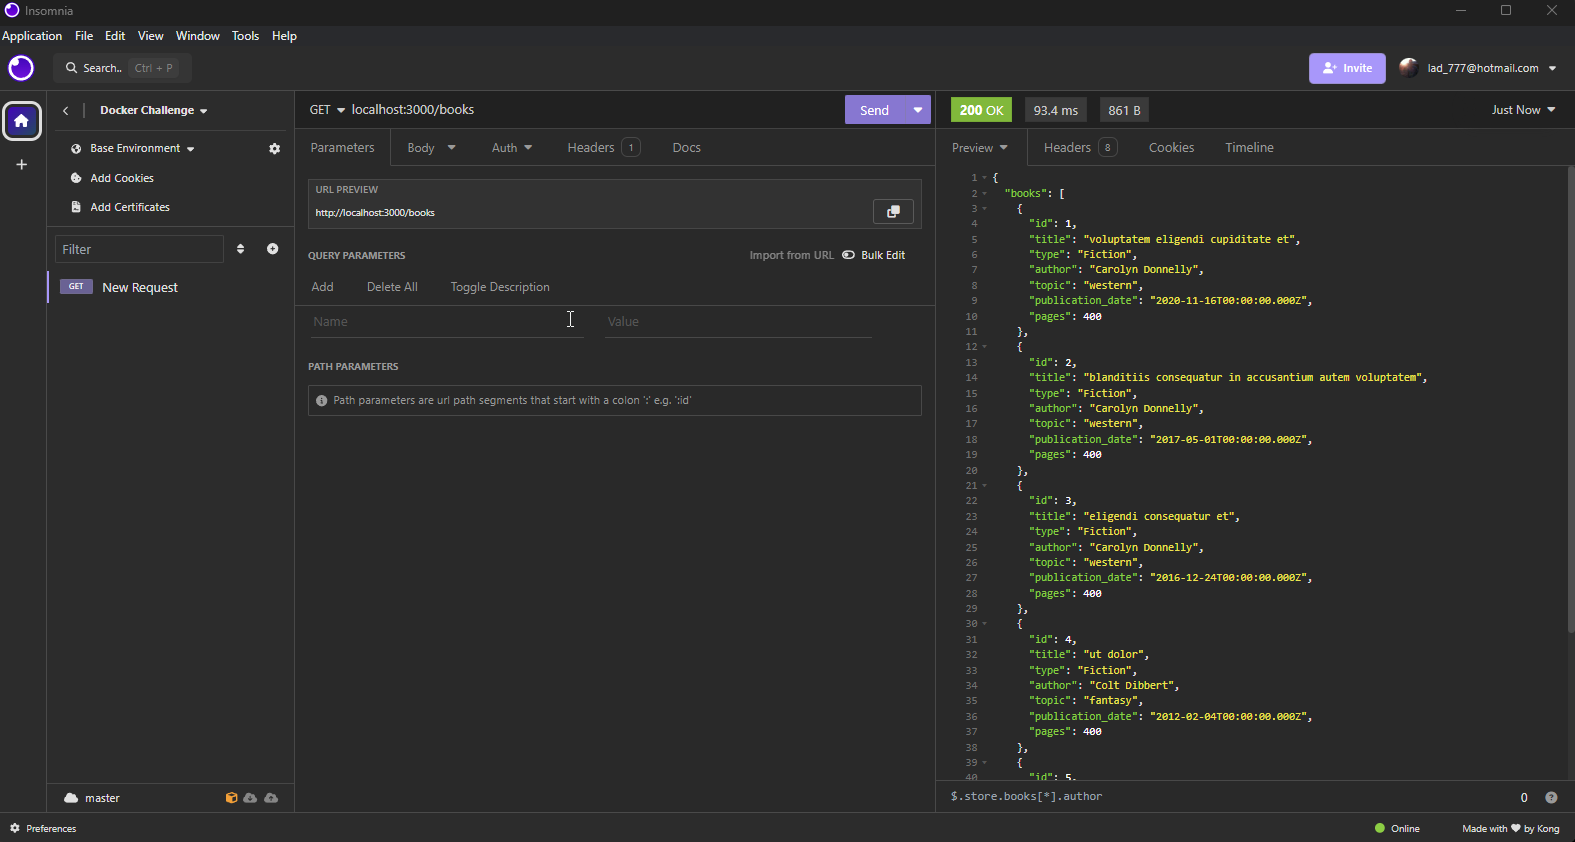 Insomnia
Application File Edit View Window Tools Help
Search.. Ctrl + P
Invite
lad_777@hotmail.com
Docker Challenge
Base Environment
Add Cookies
Add Certificates
Filter
GET New Request
master
GET localhost:3000/books
Send
Parameters Body Auth Headers 1 Docs
URL PREVIEW
http://localhost:3000/books
QUERY PARAMETERS Import from URL Bulk Edit
Add Delete All Toggle Description
Name Value
PATH PARAMETERS
Path parameters are url path segments that start with a colon ':' e.g. ':id'
200 OK 93.4 ms 861 B Just Now
Preview Headers 8 Cookies Timeline
1 {
2 "books": [
3 {
4 "id": 1,
5 "title": "voluptatem eligendi cupiditate et",
6 "type": "Fiction",
7 "author": "Carolyn Donnelly",
8 "topic": "western",
9 "publication_date": "2020-11-16T00:00:00.000Z",
10 "pages": 400
11 },
12 {
13 "id": 2,
14 "title": "blanditiis consequatur in accusantium autem voluptatem",
15 "type": "Fiction",
16 "author": "Carolyn Donnelly",
17 "topic": "western",
18 "publication_date": "2017-05-01T00:00:00.000Z",
19 "pages": 400
20 },
21 {
22 "id": 3,
23 "title": "eligendi consequatur et",
24 "type": "Fiction",
25 "author": "Carolyn Donnelly",
26 "topic": "western",
27 "publication_date": "2016-12-24T00:00:00.000Z",
28 "pages": 400
29 },
30 {
31 "id": 4,
32 "title": "ut dolor",
33 "type": "Fiction",
34 "author": "Colt Dibbert",
35 "topic": "fantasy",
36 "publication_date": "2012-02-04T00:00:00.000Z",
37 "pages": 400
38 },
39 {
40 "id": 5,
$.store.books[*].author 0
Preferences
Online Made with ♥ by Kong